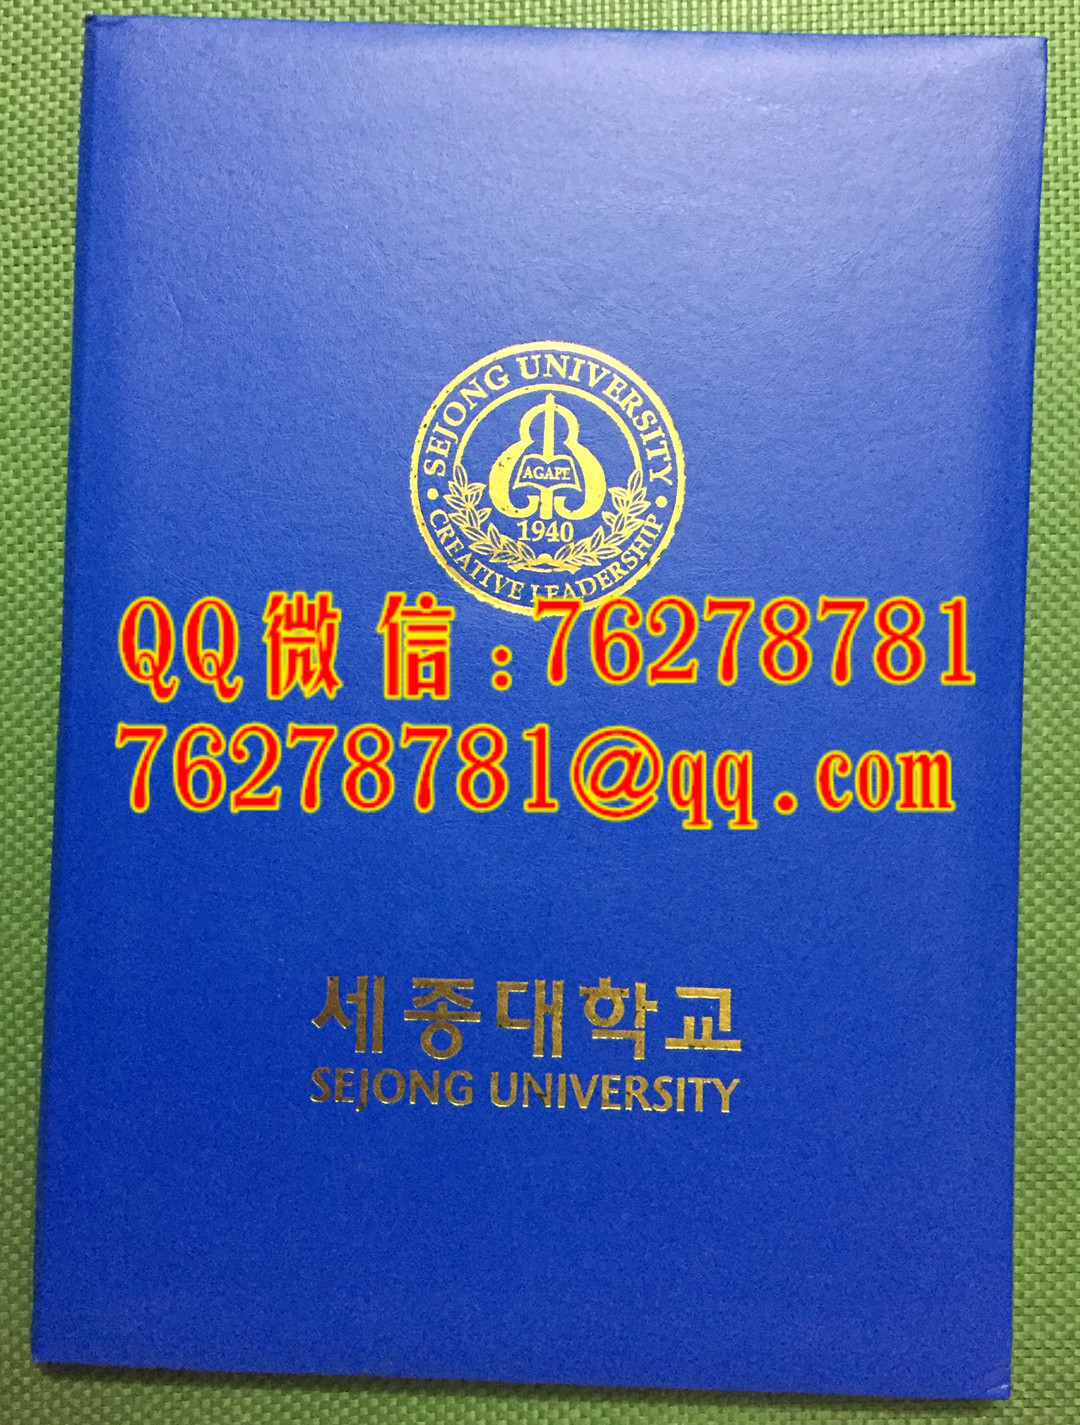 SEJONG UNIVERSITY
AGAPE
1940
CREATIVE LEADERSHIP
QQ微信:76278781
76278781@qq.com
세종대학교
SEJONG UNIVERSITY